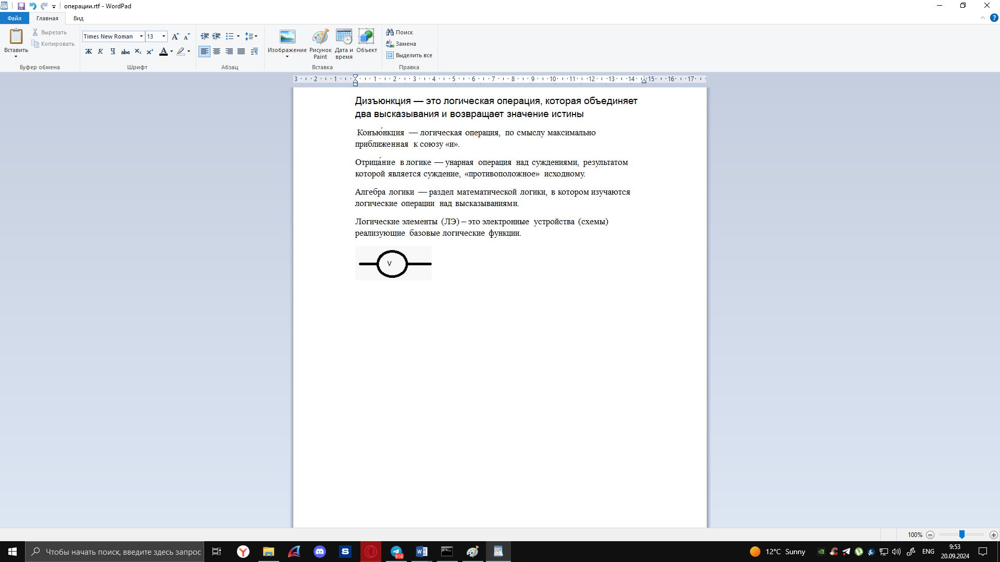 операции.rtf - WordPad
Файл Главная Вид
Вставить
Вырезать
Копировать
Буфер обмена
Times New Roman 13
Ж К Ч abc X₂ X²
Шрифт
Абзац
Изображение
Рисунок Paint
Дата и время
Объект
Вставка
Поиск
Замена
Выделить все
Правка
3 2 1 1 2 3 4 5 6 7 8 9 10 11 12 13 14 15 16 17
Дизъюнкция — это логическая операция, которая объединяет
два высказывания и возвращает значение истины
Конъю́нкция — логическая операция, по смыслу максимально
приближенная к союзу «и».
Отрица́ние в логике — унарная операция над суждениями, результатом
которой является суждение, «противоположное» исходному.
Алгебра логики — раздел математической логики, в котором изучаются
логические операции над высказываниями.
Логические элементы (ЛЭ) – это электронные устройства (схемы)
реализующие базовые логические функции.
V
100%
Чтобы начать поиск, введите здесь запрос
916
12°C Sunny
ENG
9:53
20.09.2024